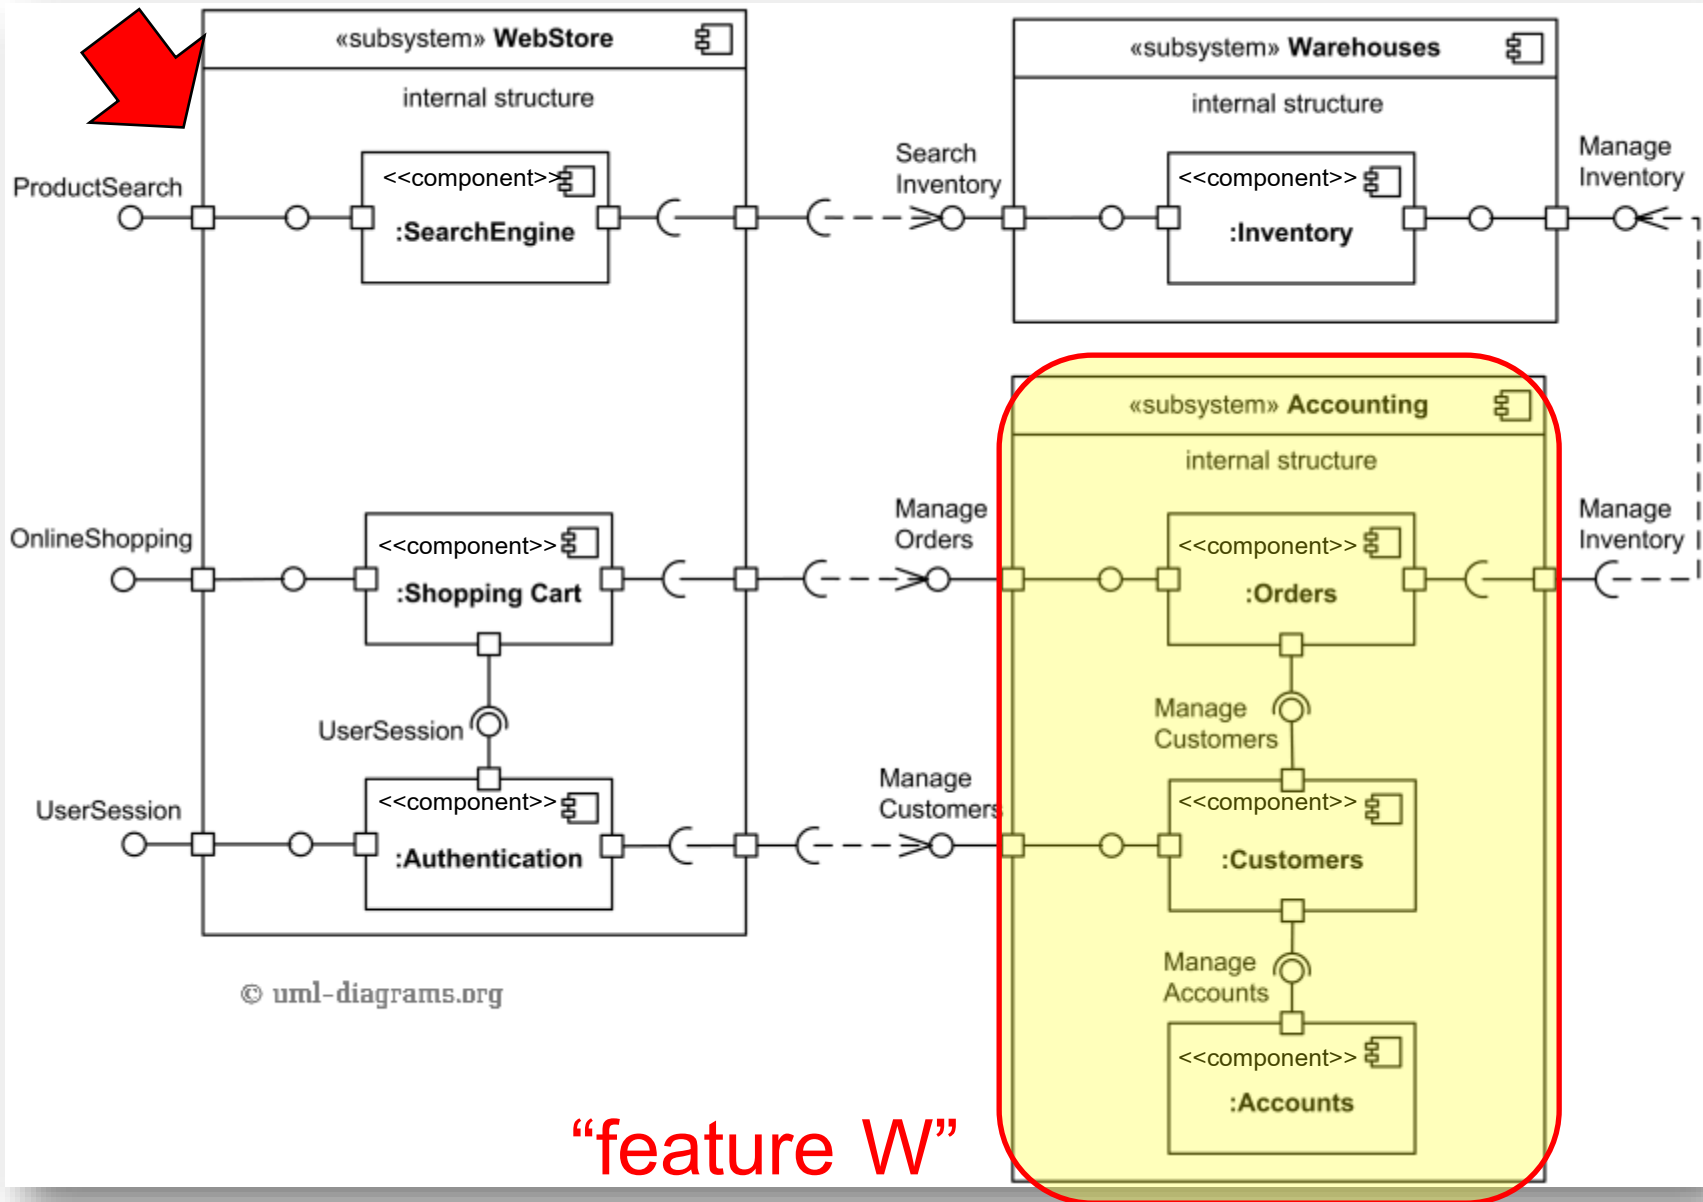 «subsystem» WebStore
internal structure
ProductSearch
<<component>>
:SearchEngine
Search
Inventory
«subsystem» Warehouses
internal structure
<<component>>
:Inventory
Manage
Inventory
OnlineShopping
<<component>>
:Shopping Cart
UserSession
UserSession
<<component>>
:Authentication
Manage
Orders
Manage
Customers
«subsystem» Accounting
internal structure
<<component>>
:Orders
Manage
Inventory
Manage
Customers
<<component>>
:Customers
Manage
Accounts
<<component>>
:Accounts
© uml-diagrams.org
“feature W”